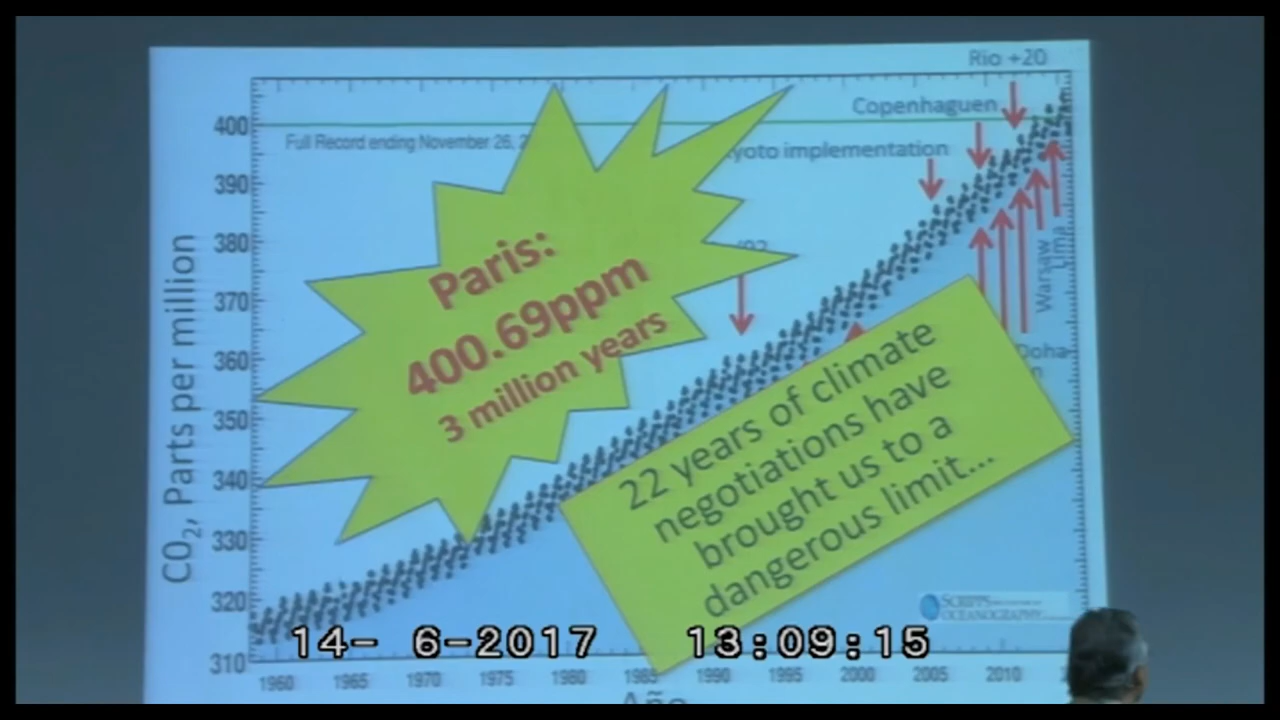 Rio +20
Copenhaguen
400
Full Record ending November 26, 2
yoto implementation
390
380
370
360
350
340
330
320
310
CO2, Parts per million
Paris:
400.69ppm
3 million years
Warsaw
Lima
Doha
22 years of climate
negotiations have
brought us to a
dangerous limit...
SCRIPPS
OCEANOGRAPHY
14- 6-2017 13:09:15
1960 1965 1970 1975 1980 1985 1990 1995 2000 2005 2010
Año